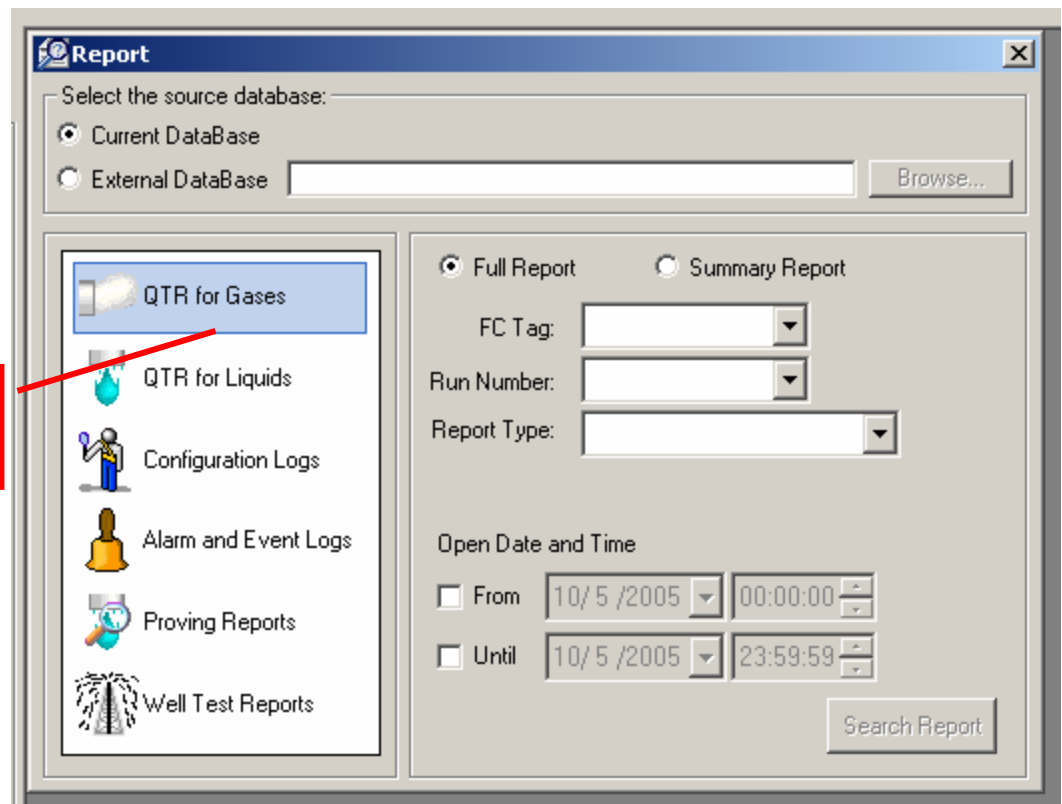 Report
Select the source database:
Current DataBase
External DataBase
Browse...
QTR for Gases
QTR for Liquids
Configuration Logs
Alarm and Event Logs
Proving Reports
Well Test Reports
Full Report
Summary Report
FC Tag:
Run Number:
Report Type:
Open Date and Time
From 10/ 5 /2005 00:00:00
Until 10/ 5 /2005 23:59:59
Search Report